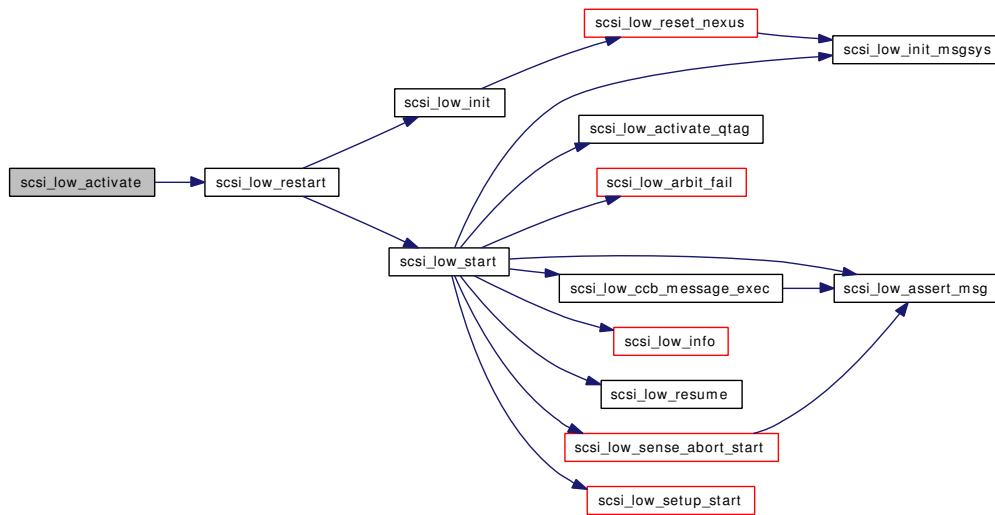 scsi_low_reset_nexus
scsi_low_init_msgsys
scsi_low_init
scsi_low_activate_qtag
scsi_low_activate
scsi_low_restart
scsi_low_arbit_fail
scsi_low_start
scsi_low_ccb_message_exec
scsi_low_assert_msg
scsi_low_info
scsi_low_resume
scsi_low_sense_abort_start
scsi_low_setup_start